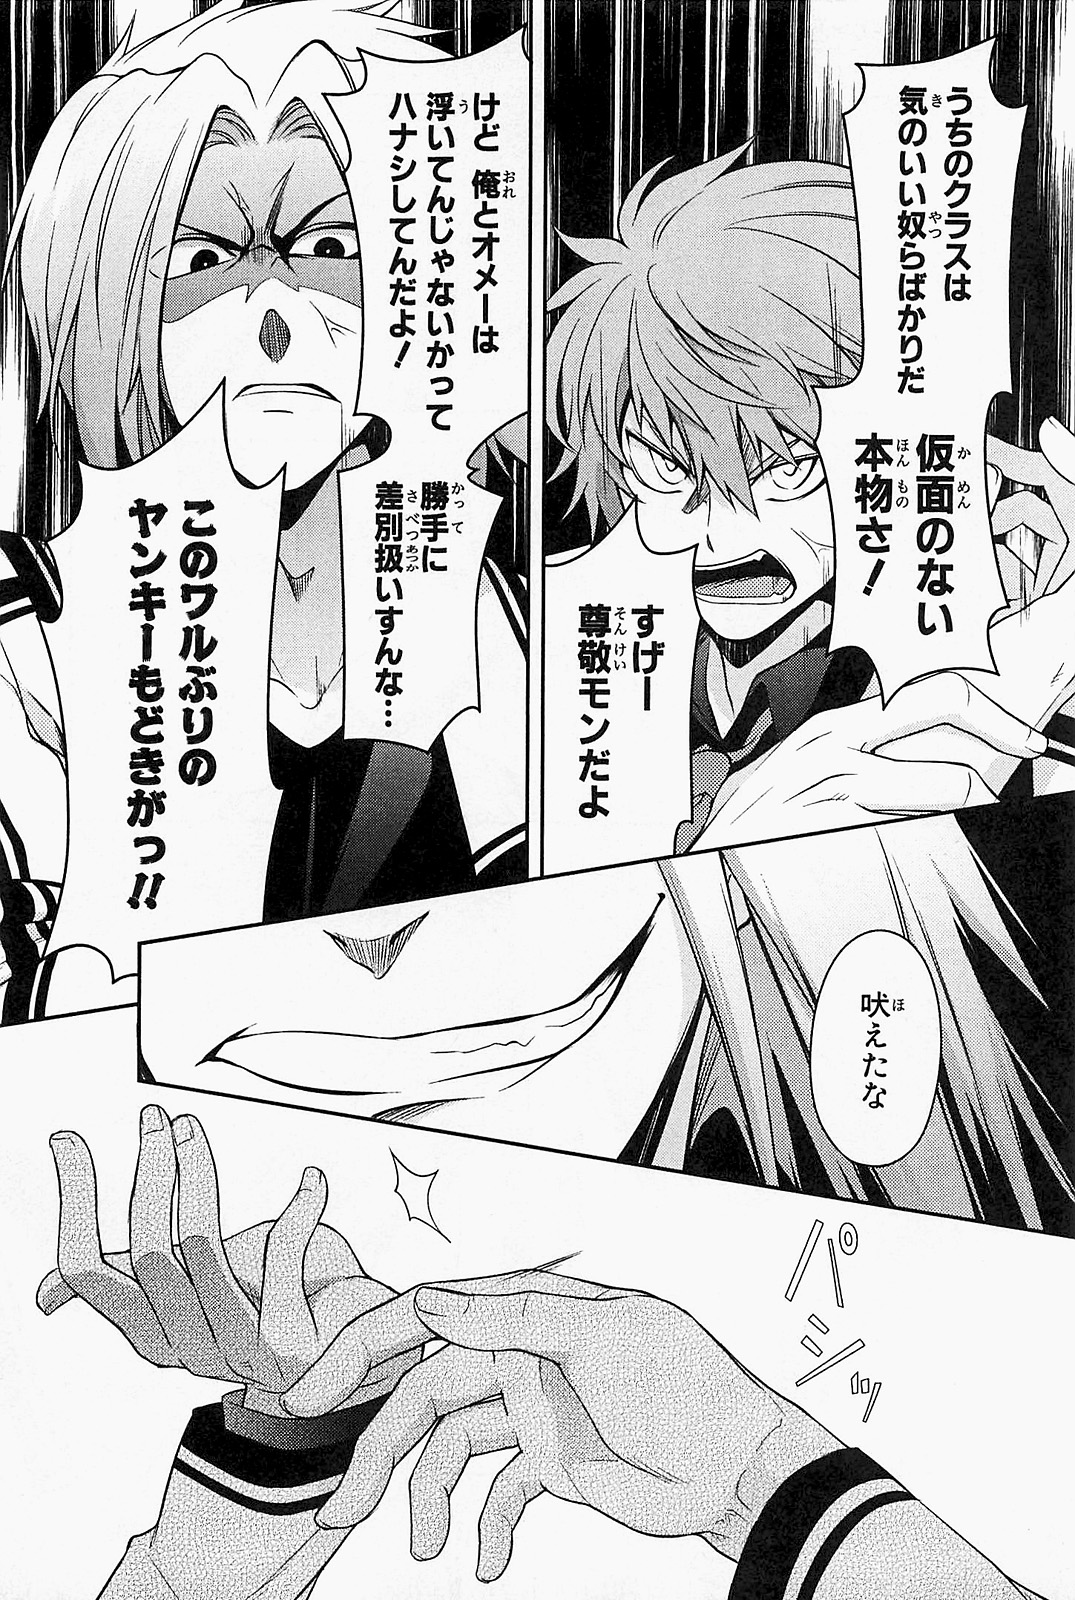 うちのクラスは
気のいい奴らばかりだ
仮面のない
本物さ!
すげー
尊敬モンだよ
けど 俺とオメーは
浮いてんじゃないかって
ハナシしてんだよ!
勝手に
差別扱いすんな…
このワルぶりの
ヤンキーもどきがっ!!
吠えたな
パシッ